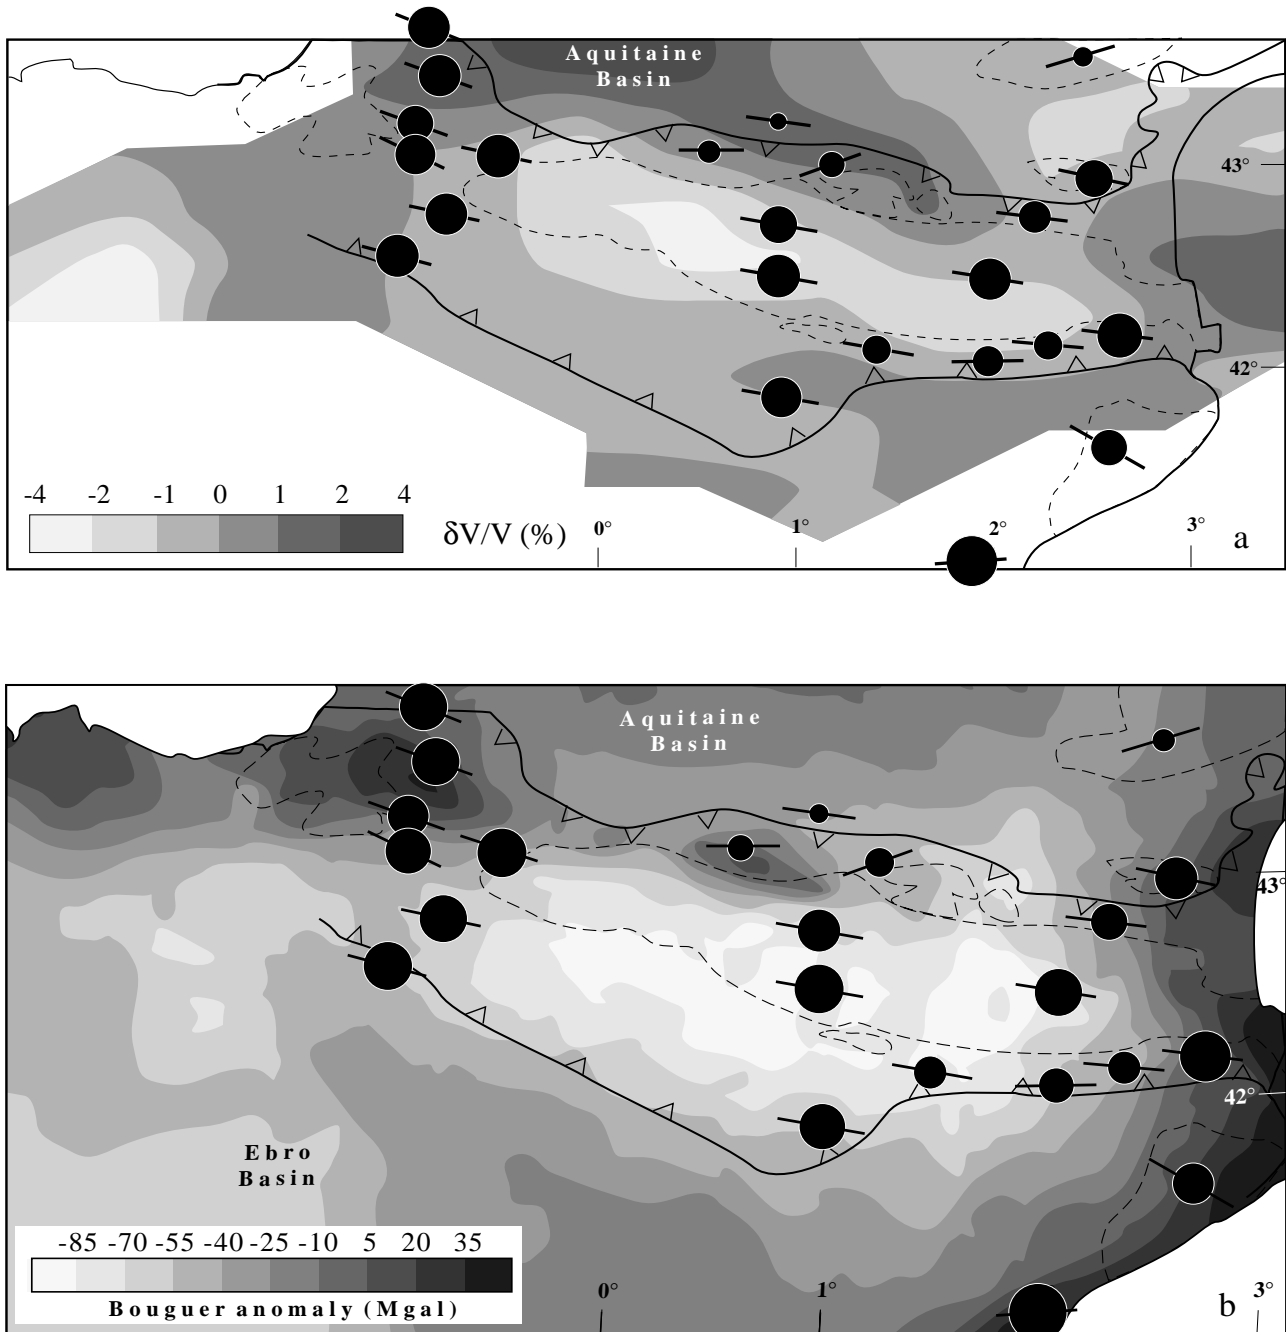 Aquitaine
Basin
43°
42°
-4 -2 -1 0 1 2 4
δV/V (%)
0° 1° 2° 3°
a
Aquitaine
Basin
43°
42°
Ebro
Basin
-85 -70 -55 -40 -25 -10 5 20 35
Bouguer anomaly (Mgal)
0° 1° 3°
b